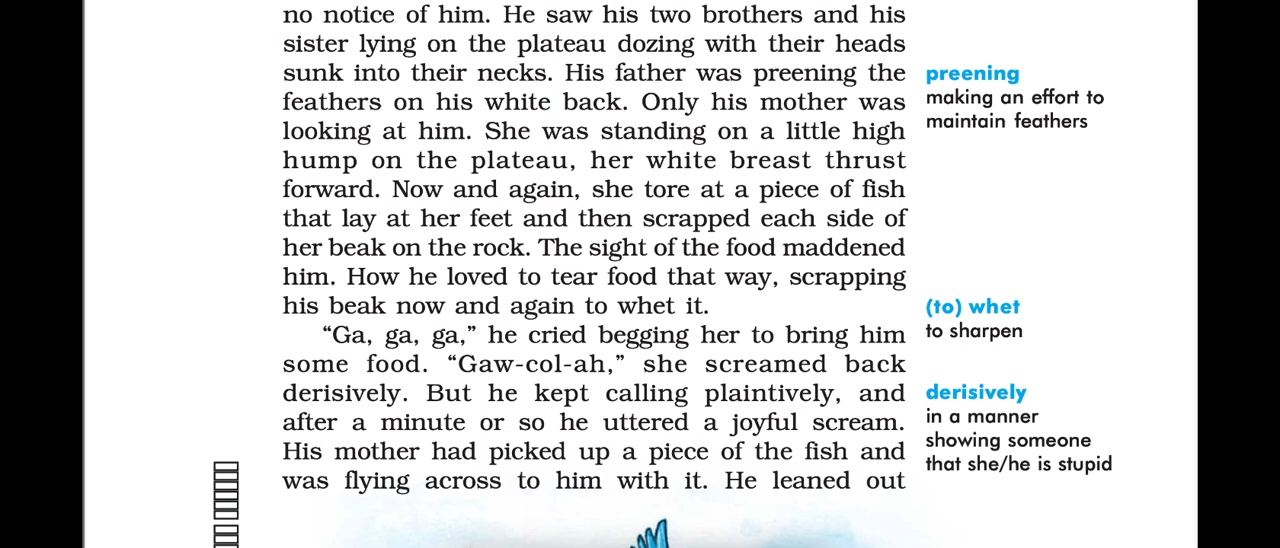 no notice of him. He saw his two brothers and his
sister lying on the plateau dozing with their heads
sunk into their necks. His father was preening the
feathers on his white back. Only his mother was
looking at him. She was standing on a little high
hump on the plateau, her white breast thrust
forward. Now and again, she tore at a piece of fish
that lay at her feet and then scrapped each side of
her beak on the rock. The sight of the food maddened
him. How he loved to tear food that way, scrapping
his beak now and again to whet it.
“Ga, ga, ga,” he cried begging her to bring him
some food. “Gaw-col-ah,” she screamed back
derisively. But he kept calling plaintively, and
after a minute or so he uttered a joyful scream.
His mother had picked up a piece of the fish and
was flying across to him with it. He leaned out
preening
making an effort to
maintain feathers
(to) whet
to sharpen
derisively
in a manner
showing someone
that she/he is stupid